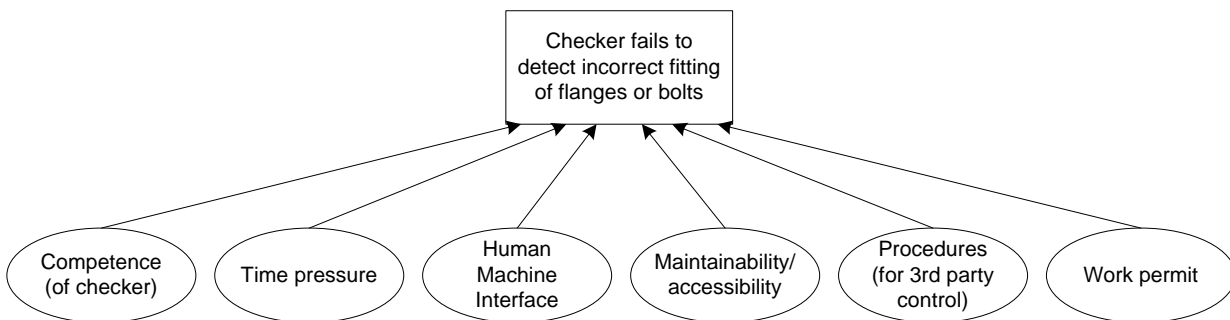 Checker fails to
detect incorrect fitting
of flanges or bolts
Competence
(of checker)
Time pressure
Human
Machine
Interface
Maintainability/
accessibility
Procedures
(for 3rd party
control)
Work permit